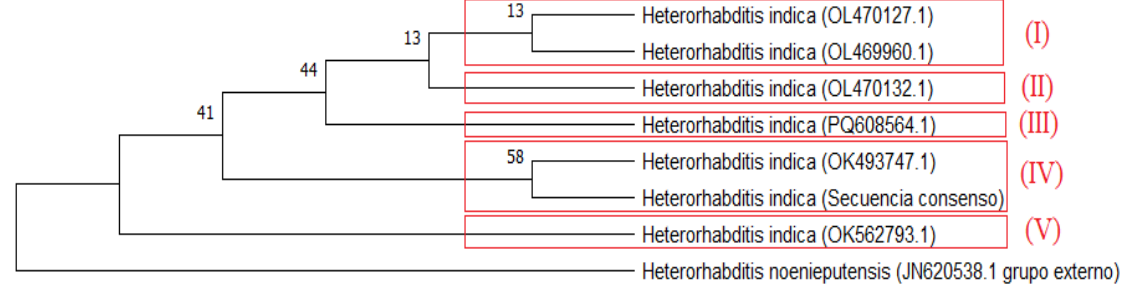 13
Heterorhabditis indica (OL470127.1)
(I)
13
Heterorhabditis indica (OL469960.1)
44
Heterorhabditis indica (OL470132.1)
(II)
41
Heterorhabditis indica (PQ608564.1)
(III)
58
Heterorhabditis indica (OK493747.1)
(IV)
Heterorhabditis indica (Secuencia consenso)
Heterorhabditis indica (OK562793.1)
(V)
Heterorhabditis noenieputensis (JN620538.1 grupo externo)